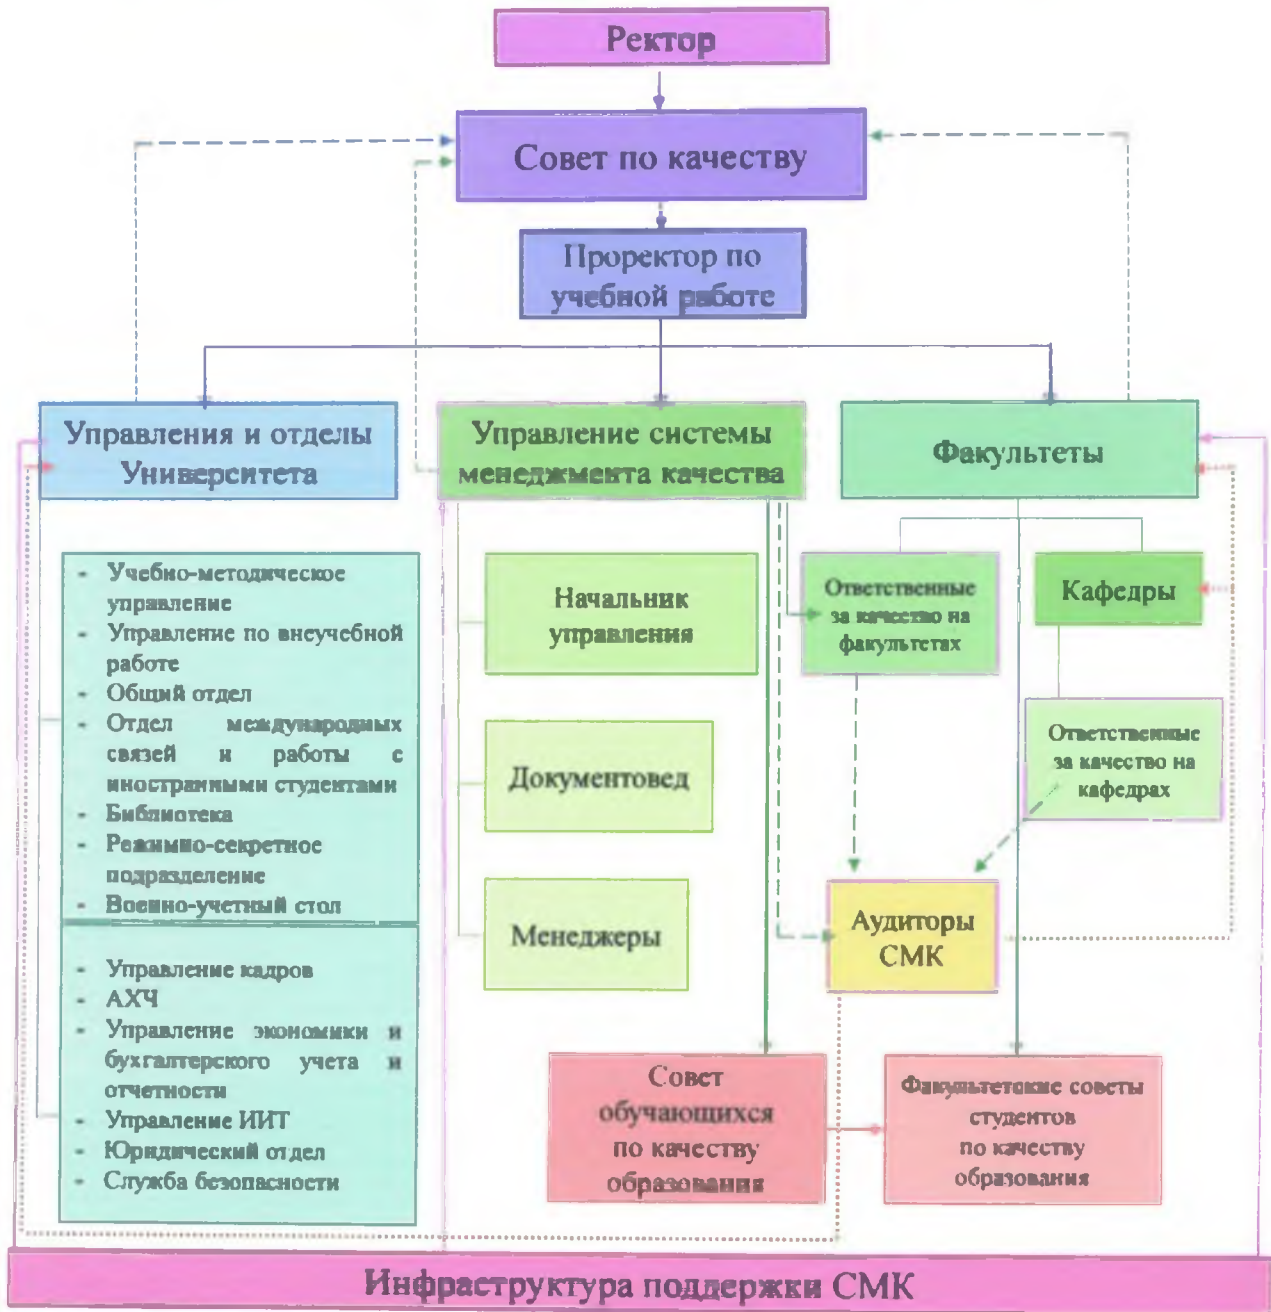 Ректор
Совет по качеству
Проректор по
учебной работе
Управления и отделы
Университета
Управление системы
менеджмента качества
Факультеты
- Учебно-методическое
управление
- Управление по внеучебной
работе
- Общий отдел
- Отдел международных
связей и работы с
иностранными студентами
- Библиотека
- Режимно-секретное
подразделение
- Военно-учетный стол
- Управление кадров
- АХЧ
- Управление экономики и
бухгалтерского учета и
отчетности
- Управление ИИТ
- Юридический отдел
- Служба безопасности
Начальник
управления
Документовед
Менеджеры
Ответственные
за качество на
факультетах
Кафедры
Ответственные
за качество на
кафедрах
Аудиторы
СМК
Совет
обучающихся
по качеству
образования
Факультетские советы
студентов
по качеству
образования
Инфраструктура поддержки СМК